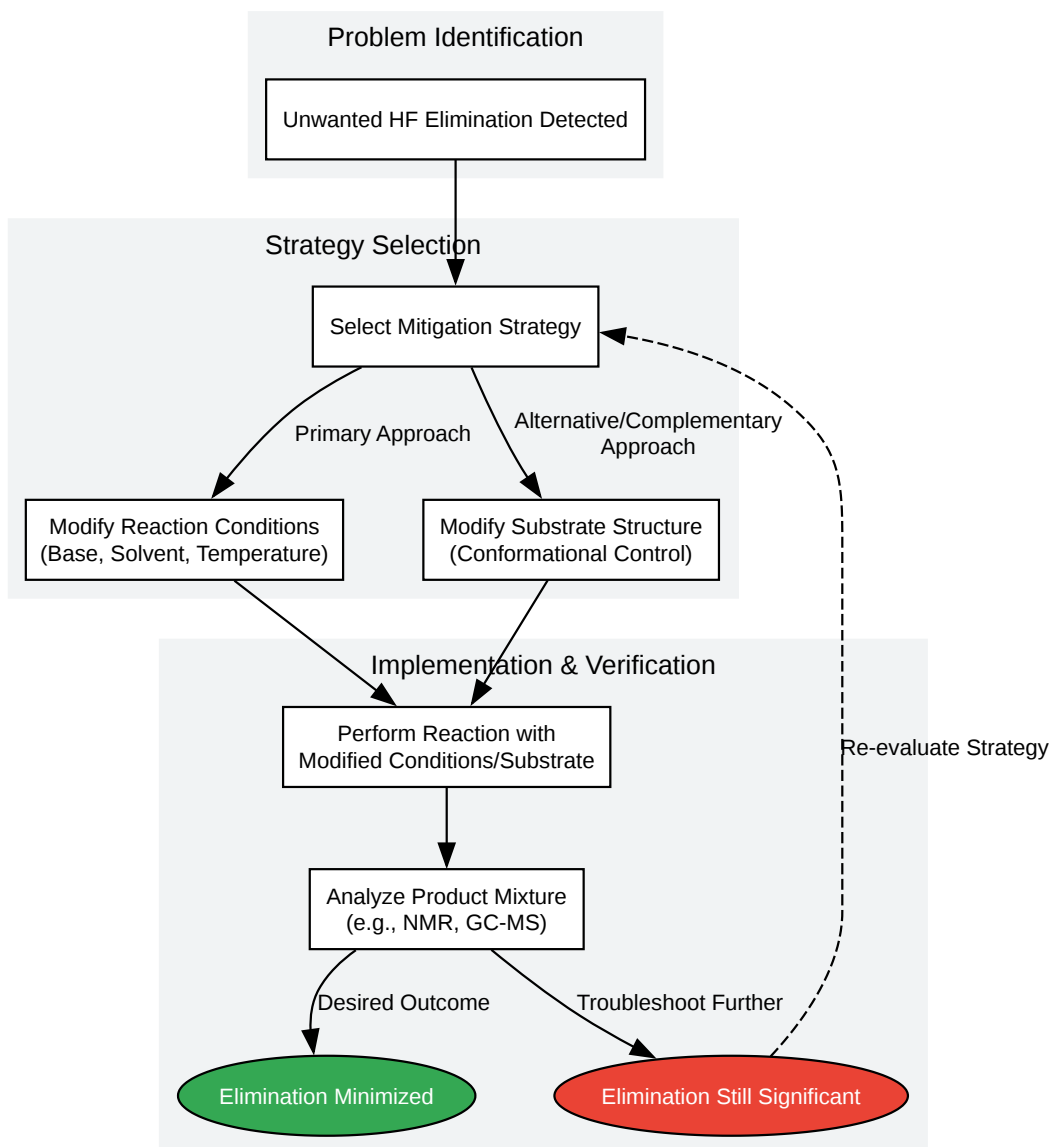 Problem Identification
Unwanted HF Elimination Detected
Strategy Selection
Select Mitigation Strategy
Primary Approach
Alternative/Complementary
Approach
Modify Reaction Conditions
(Base, Solvent, Temperature)
Modify Substrate Structure
(Conformational Control)
Implementation & Verification
Perform Reaction with
Modified Conditions/Substrate
Re-evaluate Strategy
Analyze Product Mixture
(e.g., NMR, GC-MS)
Desired Outcome
Troubleshoot Further
Elimination Minimized
Elimination Still Significant